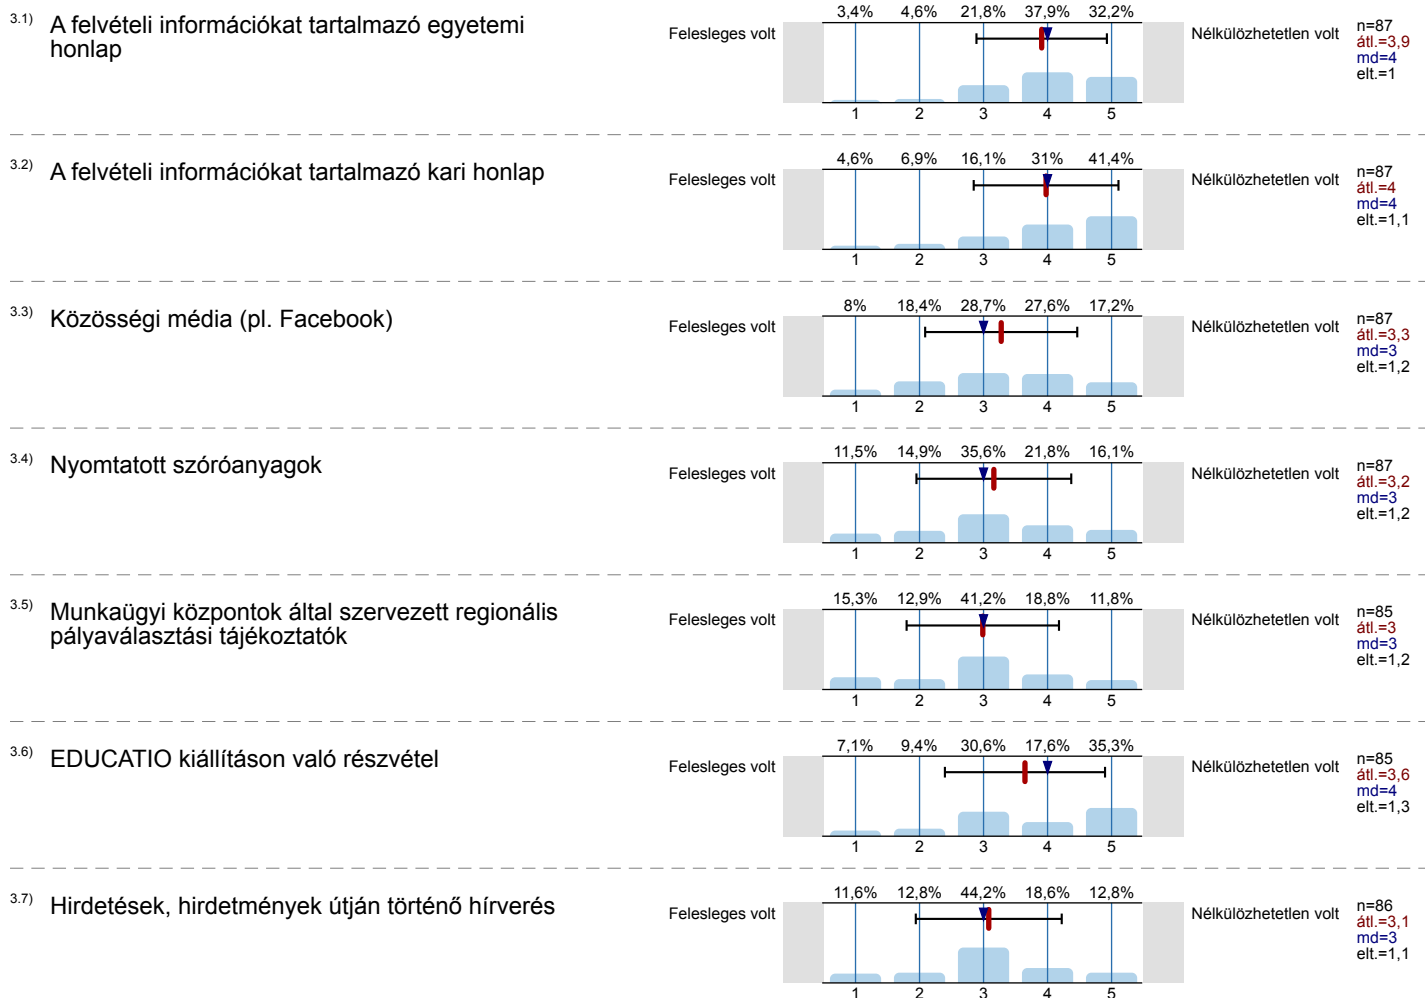 3.1) A felvételi információkat tartalmazó egyetemi
honlap
Felesleges volt
3,4% 4,6% 21,8% 37,9% 32,2%
1 2 3 4 5
Nélkülözhetetlen volt
n=87
átl.=3,9
md=4
elt.=1
3.2) A felvételi információkat tartalmazó kari honlap
Felesleges volt
4,6% 6,9% 16,1% 31% 41,4%
1 2 3 4 5
Nélkülözhetetlen volt
n=87
átl.=4
md=4
elt.=1,1
3.3) Közösségi média (pl. Facebook)
Felesleges volt
8% 18,4% 28,7% 27,6% 17,2%
1 2 3 4 5
Nélkülözhetetlen volt
n=87
átl.=3,3
md=3
elt.=1,2
3.4) Nyomtatott szóróanyagok
Felesleges volt
11,5% 14,9% 35,6% 21,8% 16,1%
1 2 3 4 5
Nélkülözhetetlen volt
n=87
átl.=3,2
md=3
elt.=1,2
3.5) Munkaügyi központok által szervezett regionális
pályaválasztási tájékoztatók
Felesleges volt
15,3% 12,9% 41,2% 18,8% 11,8%
1 2 3 4 5
Nélkülözhetetlen volt
n=85
átl.=3
md=3
elt.=1,2
3.6) EDUCATIO kiállításon való részvétel
Felesleges volt
7,1% 9,4% 30,6% 17,6% 35,3%
1 2 3 4 5
Nélkülözhetetlen volt
n=85
átl.=3,6
md=4
elt.=1,3
3.7) Hirdetések, hirdetmények útján történő hírverés
Felesleges volt
11,6% 12,8% 44,2% 18,6% 12,8%
1 2 3 4 5
Nélkülözhetetlen volt
n=86
átl.=3,1
md=3
elt.=1,1